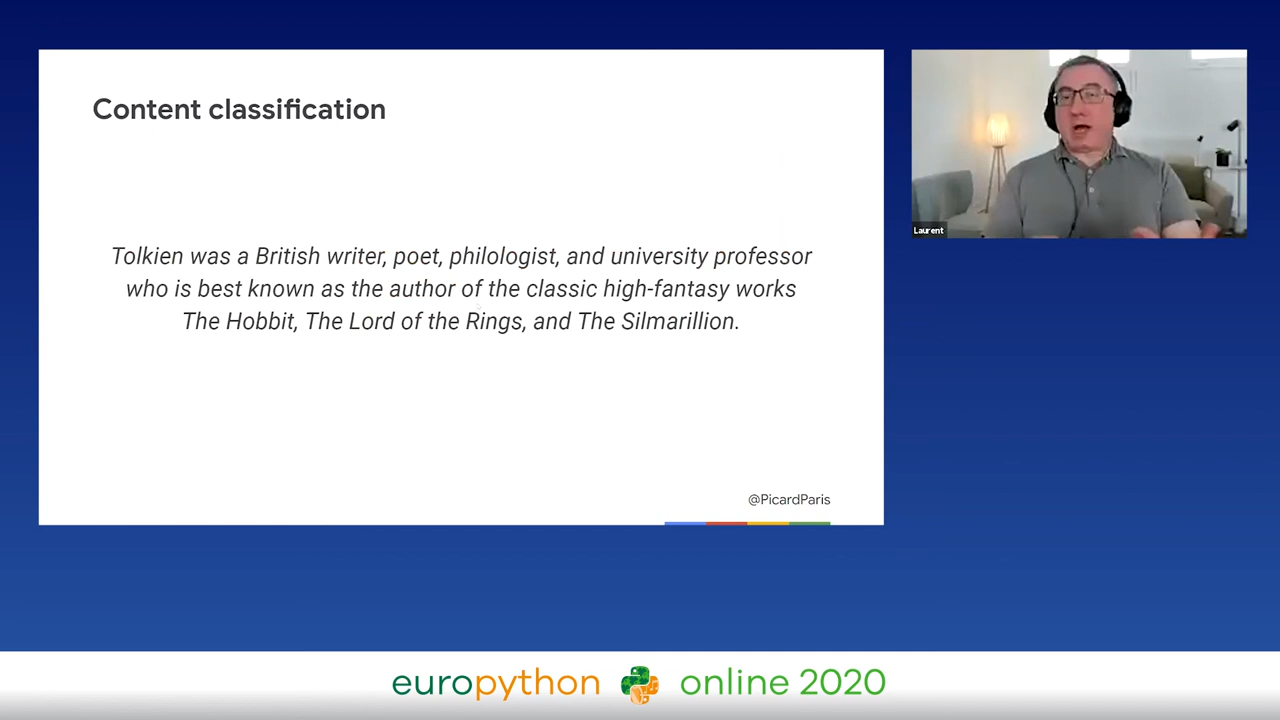 Content classification
Tolkien was a British writer, poet, philologist, and university professor
who is best known as the author of the classic high-fantasy works
The Hobbit, The Lord of the Rings, and The Silmarillion.
@PicardParis
Laurent
europython online 2020